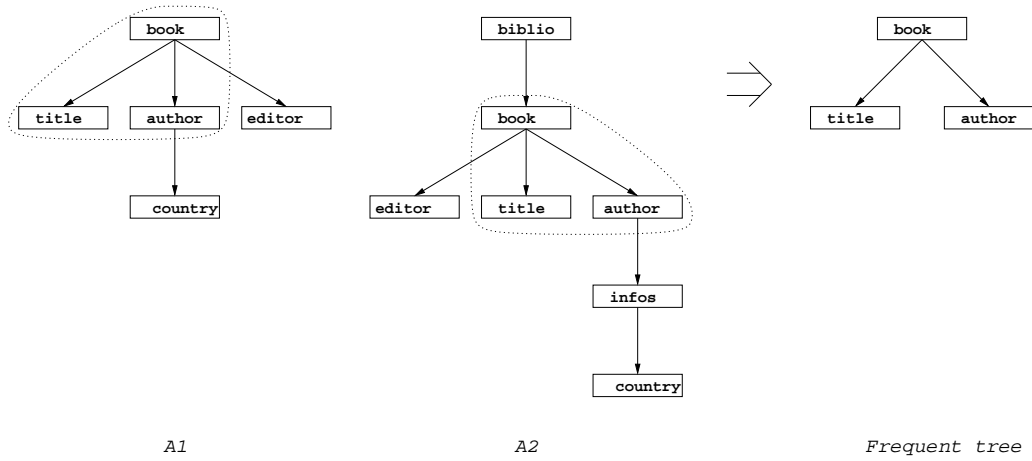 book
title author editor
country
A1
biblio
book
editor title author
infos
country
A2
book
title author
Frequent tree